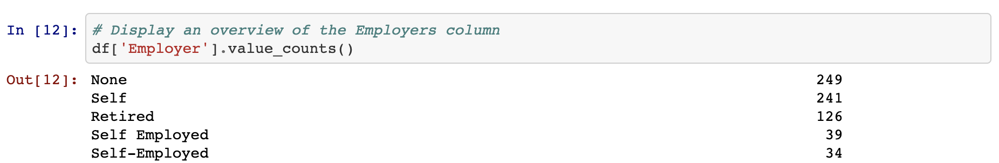 In [12]: # Display an overview of the Employers column
df['Employer'].value_counts()
Out[12]: None 249
Self 241
Retired 126
Self Employed 39
Self-Employed 34